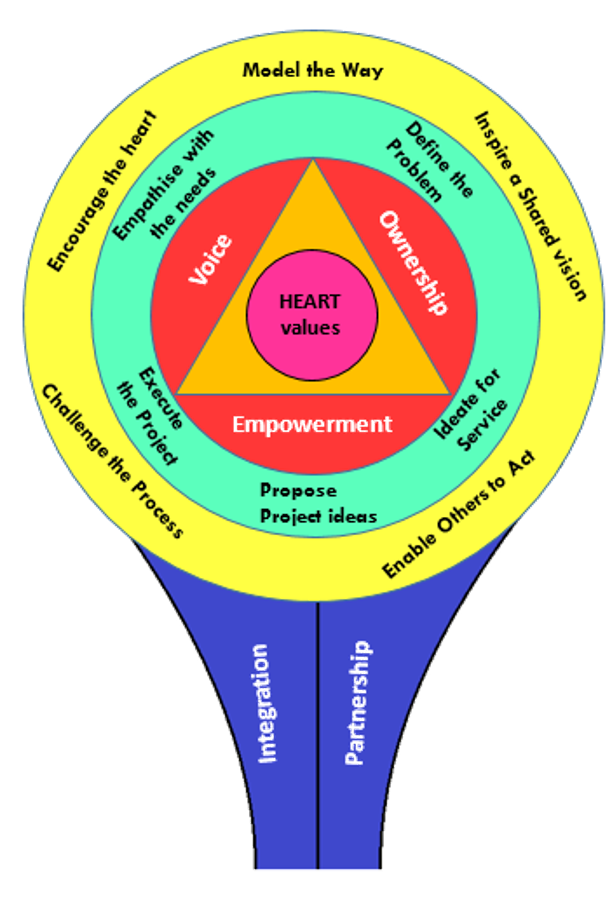 Model the Way
Inspire a Shared vision
Enable Others to Act
Challenge the Process
Encourage the heart
Empathise with
the needs
Define the
Problem
Ideate for
Service
Propose
Project ideas
Execute
the Project
Voice
Ownership
Empowerment
HEART
values
Integration
Partnership